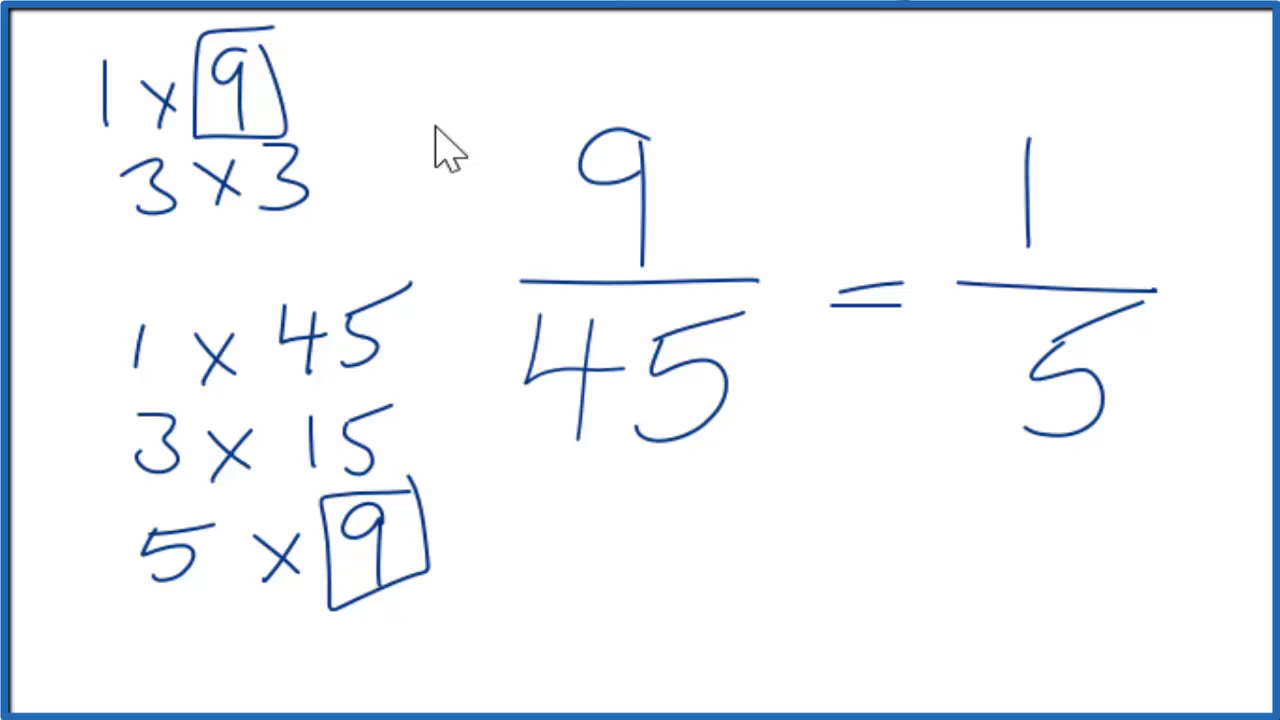 1 x 9
3 x 3
1 x 45
3 x 15
5 x 9
9/45 = 1/5